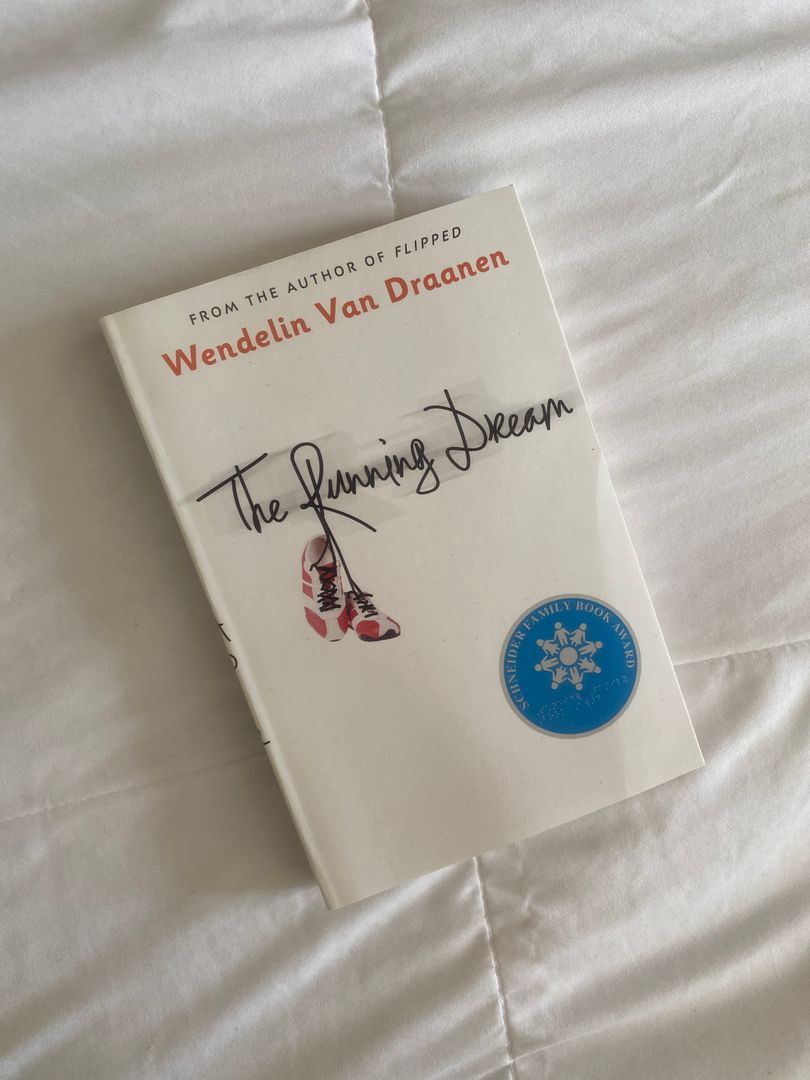 FROM THE AUTHOR OF FLIPPED
Wendelin Van Draanen
The Running Dream
SCHNEIDER FAMILY BOOK AWARD